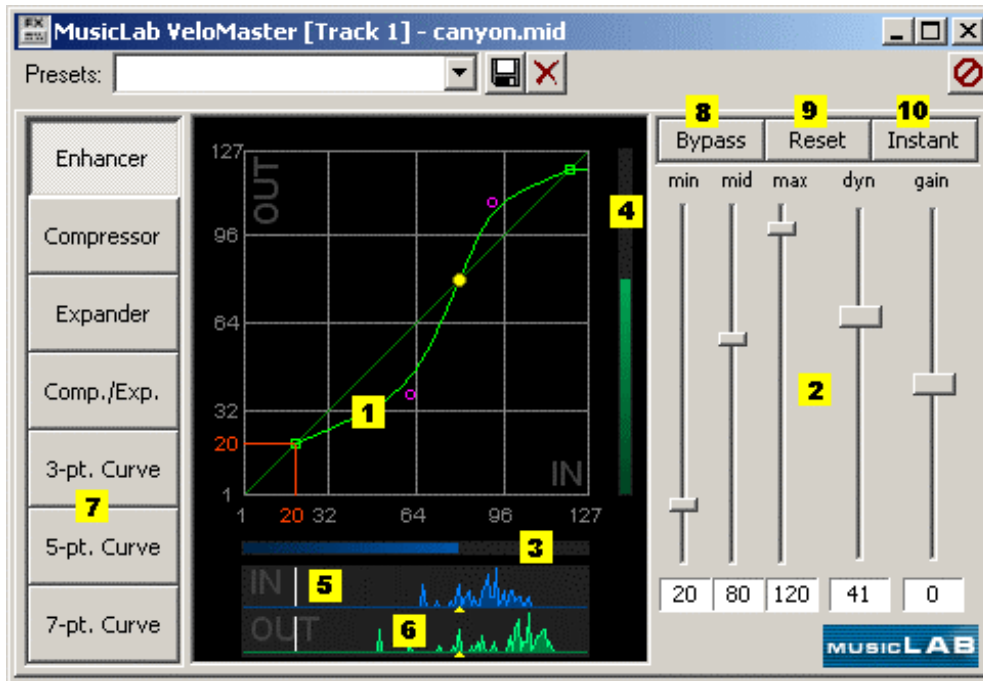 FX
MusicLab VeloMaster [Track 1] - canyon.mid
Presets:
Enhancer
Compressor
Expander
Comp./Exp.
3-pt. Curve
7
5-pt. Curve
7-pt. Curve
OUT
127
96
64
32
20
1
1
IN
1 20 32 64 96 127
3
IN 5
OUT 6
4
8 9 10
Bypass Reset Instant
min mid max dyn gain
2
20 80 120 41 0
MUSICLAB